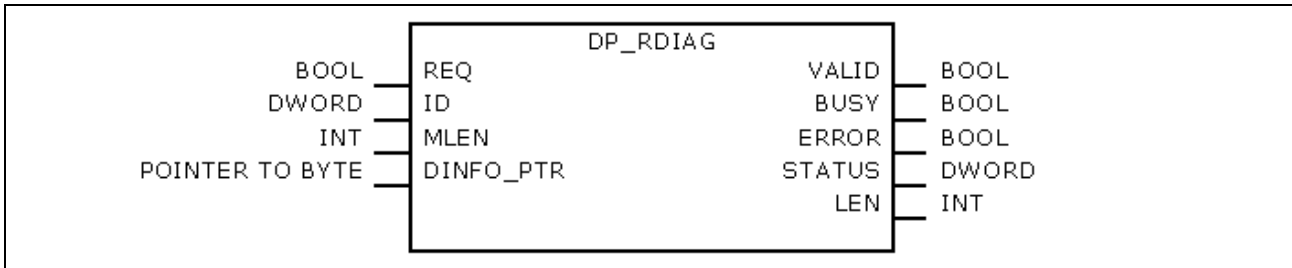 DP_RDIAG
BOOL REQ VALID BOOL
DWORD ID BUSY BOOL
INT MLEN ERROR BOOL
POINTER TO BYTE DINFO_PTR STATUS DWORD
LEN INT